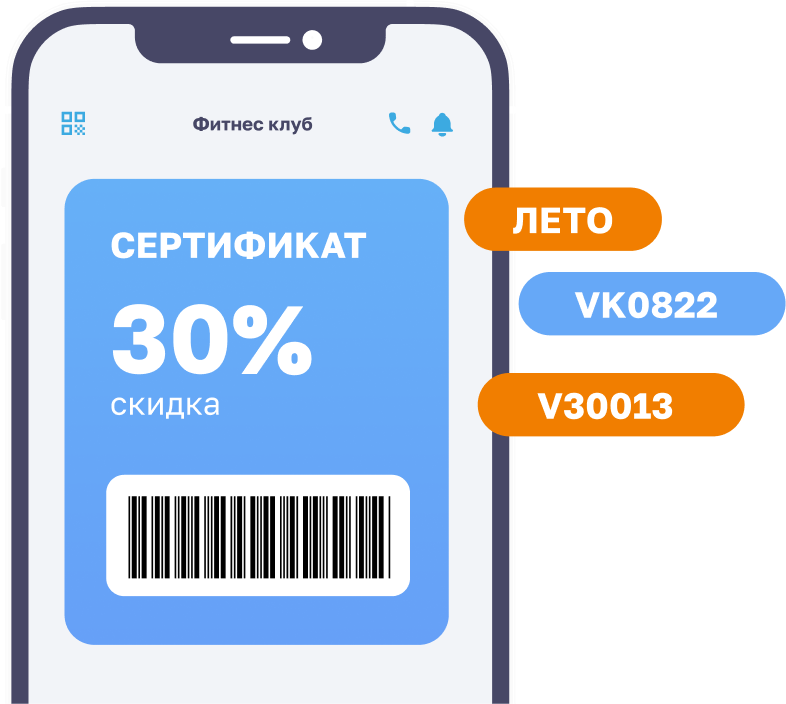 Фитнес клуб
СЕРТИФИКАТ
30%
скидка
ЛЕТО
VK0822
V30013